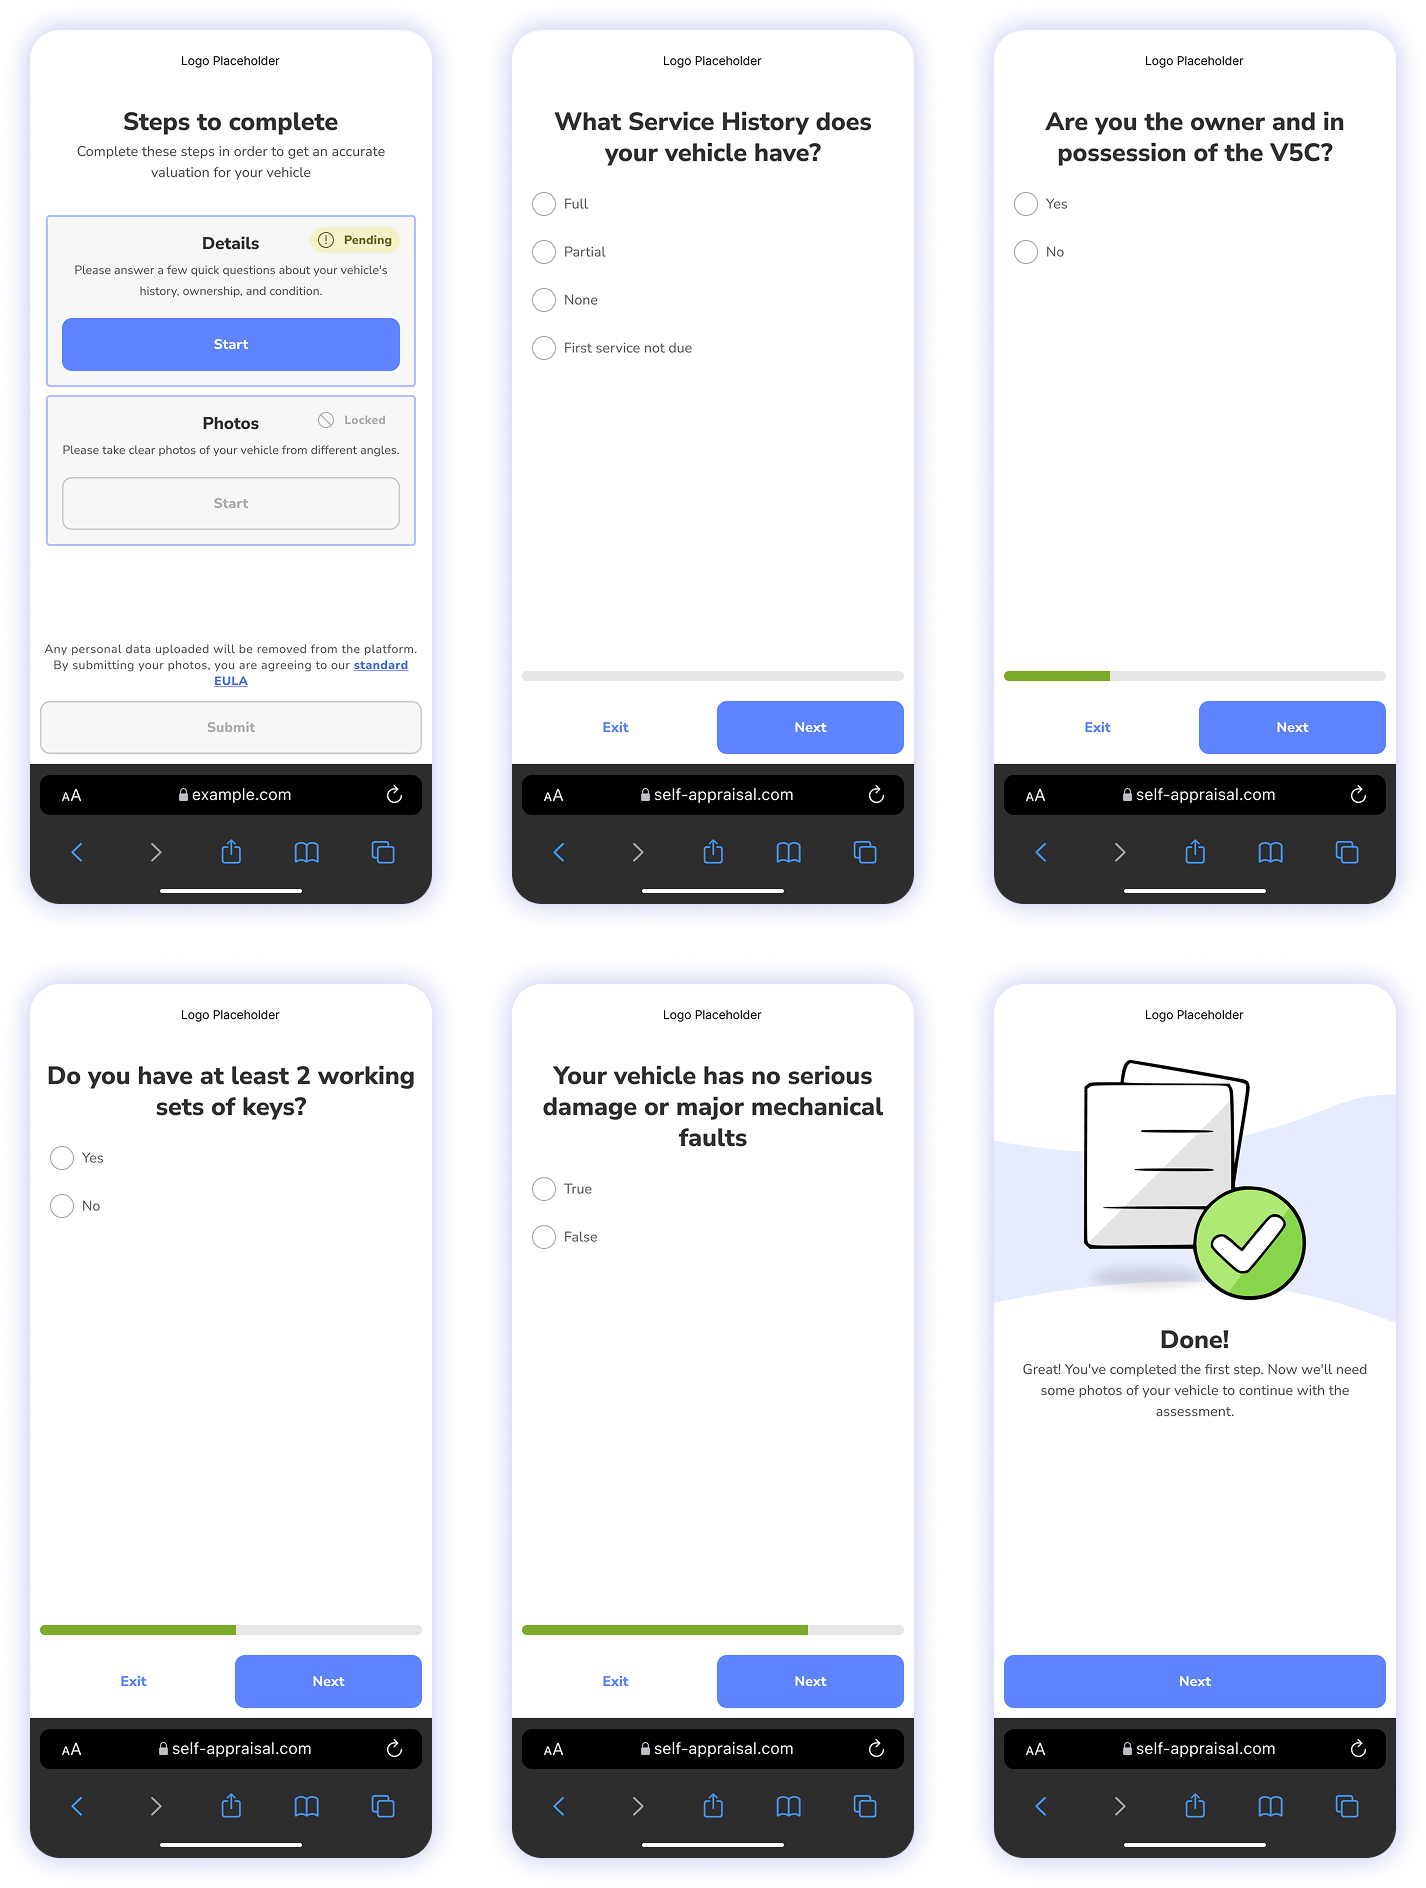 Logo Placeholder
Steps to complete
Complete these steps in order to get an accurate
valuation for your vehicle
Details
Pending
Please answer a few quick questions about your vehicle's
history, ownership, and condition.
Start
Photos
Locked
Please take clear photos of your vehicle from different angles.
Start
Any personal data uploaded will be removed from the platform.
By submitting your photos, you are agreeing to our standard
EULA
Submit
AA
example.com
Logo Placeholder
What Service History does
your vehicle have?
Full
Partial
None
First service not due
Exit
Next
AA
self-appraisal.com
Logo Placeholder
Are you the owner and in
possession of the V5C?
Yes
No
Exit
Next
AA
self-appraisal.com
Logo Placeholder
Do you have at least 2 working
sets of keys?
Yes
No
Exit
Next
AA
self-appraisal.com
Logo Placeholder
Your vehicle has no serious
damage or major mechanical
faults
True
False
Exit
Next
AA
self-appraisal.com
Logo Placeholder
Done!
Great! You've completed the first step. Now we'll need
some photos of your vehicle to continue with the
assessment.
Next
AA
self-appraisal.com